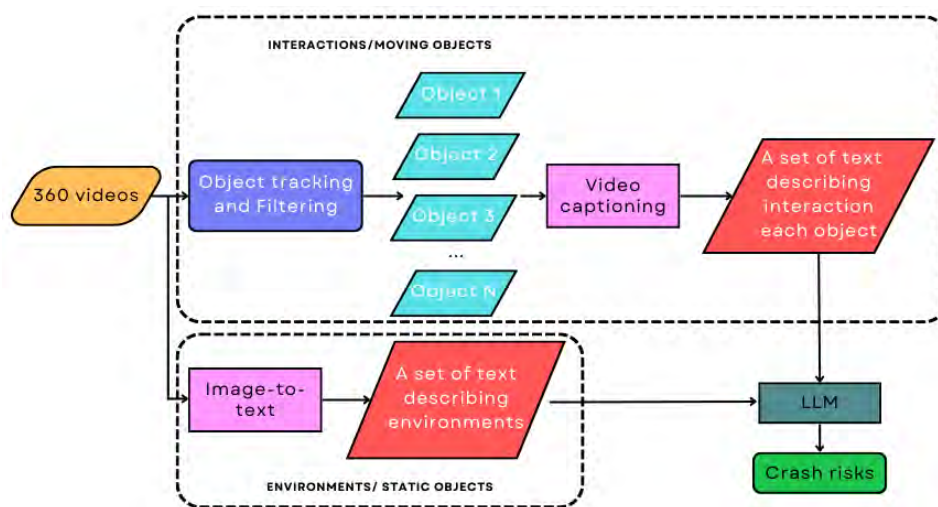 INTERACTIONS/MOVING OBJECTS
Object 1
Object 2
Object 3
...
Object N
360 videos
Object tracking
and Filtering
Video
captioning
A set of text
describing
interaction
each object
Image-to-
text
A set of text
describing
environments
LLM
Crash risks
ENVIRONMENTS/ STATIC OBJECTS